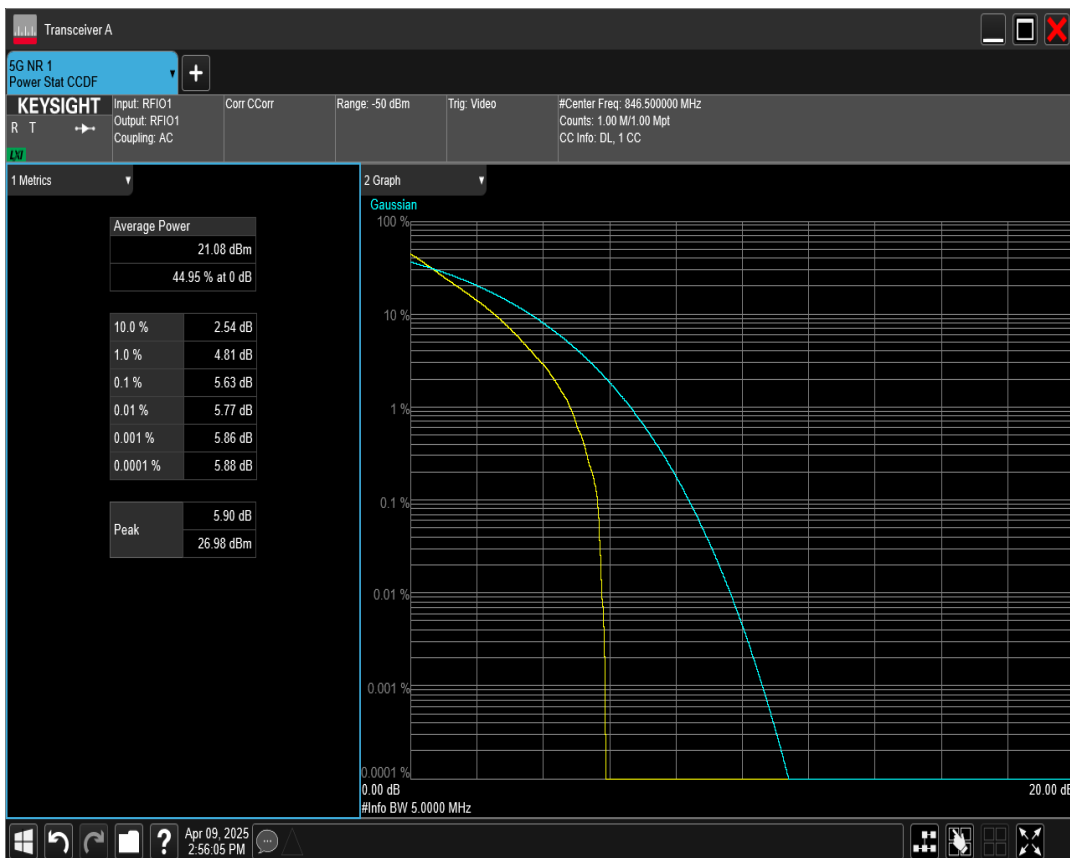 Transceiver A
5G NR 1
Power Stat CCDF
KEYSIGHT
R T
LXI
Input: RFIO1
Output: RFIO1
Coupling: AC
Corr CCorr
Range: -50 dBm
Trig: Video
#Center Freq: 846.500000 MHz
Counts: 1.00 M/1.00 Mpt
CC Info: DL, 1 CC
1 Metrics
Average Power
21.08 dBm
44.95 % at 0 dB
10.0 % 2.54 dB
1.0 % 4.81 dB
0.1 % 5.63 dB
0.01 % 5.77 dB
0.001 % 5.86 dB
0.0001 % 5.88 dB
Peak
5.90 dB
26.98 dBm
2 Graph
Gaussian
100 %
10 %
1 %
0.1 %
0.01 %
0.001 %
0.0001 %
0.00 dB
20.00 dB
#Info BW 5.0000 MHz
?
Apr 09, 2025
2:56:05 PM